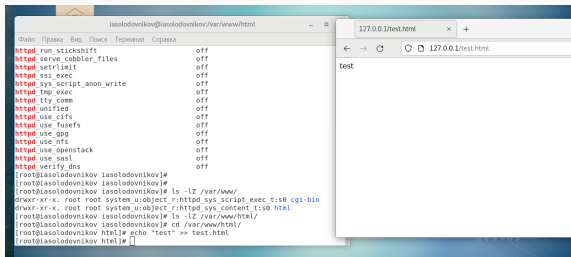 iasolodovnikov@iasolodovnikov:/var/www/html
Файл Правка Вид Поиск Терминал Справка
httpd_run_stickshift off
httpd_serve_cobbler_files off
httpd_setrlimit off
httpd_ssi_exec off
httpd_sys_script_anon_write off
httpd_tmp_exec off
httpd_tty_comm off
httpd_unified off
httpd_use_cifs off
httpd_use_fusefs off
httpd_use_gpg off
httpd_use_nfs off
httpd_use_openstack off
httpd_use_sasl off
httpd_verify_dns off
[root@iasolodovnikov iasolodovnikov]#
[root@iasolodovnikov iasolodovnikov]#
[root@iasolodovnikov iasolodovnikov]# ls -lZ /var/www/
drwxr-xr-x. root root system_u:object_r:httpd_sys_script_exec_t:s0 cgi-bin
drwxr-xr-x. root root system_u:object_r:httpd_sys_content_t:s0 html
[root@iasolodovnikov iasolodovnikov]# ls -lZ /var/www/html/
[root@iasolodovnikov iasolodovnikov]# cd /var/www/html/
[root@iasolodovnikov html]# echo "test" >> test.html
[root@iasolodovnikov html]#
127.0.0.1/test.html
127.0.0.1/test.html
test